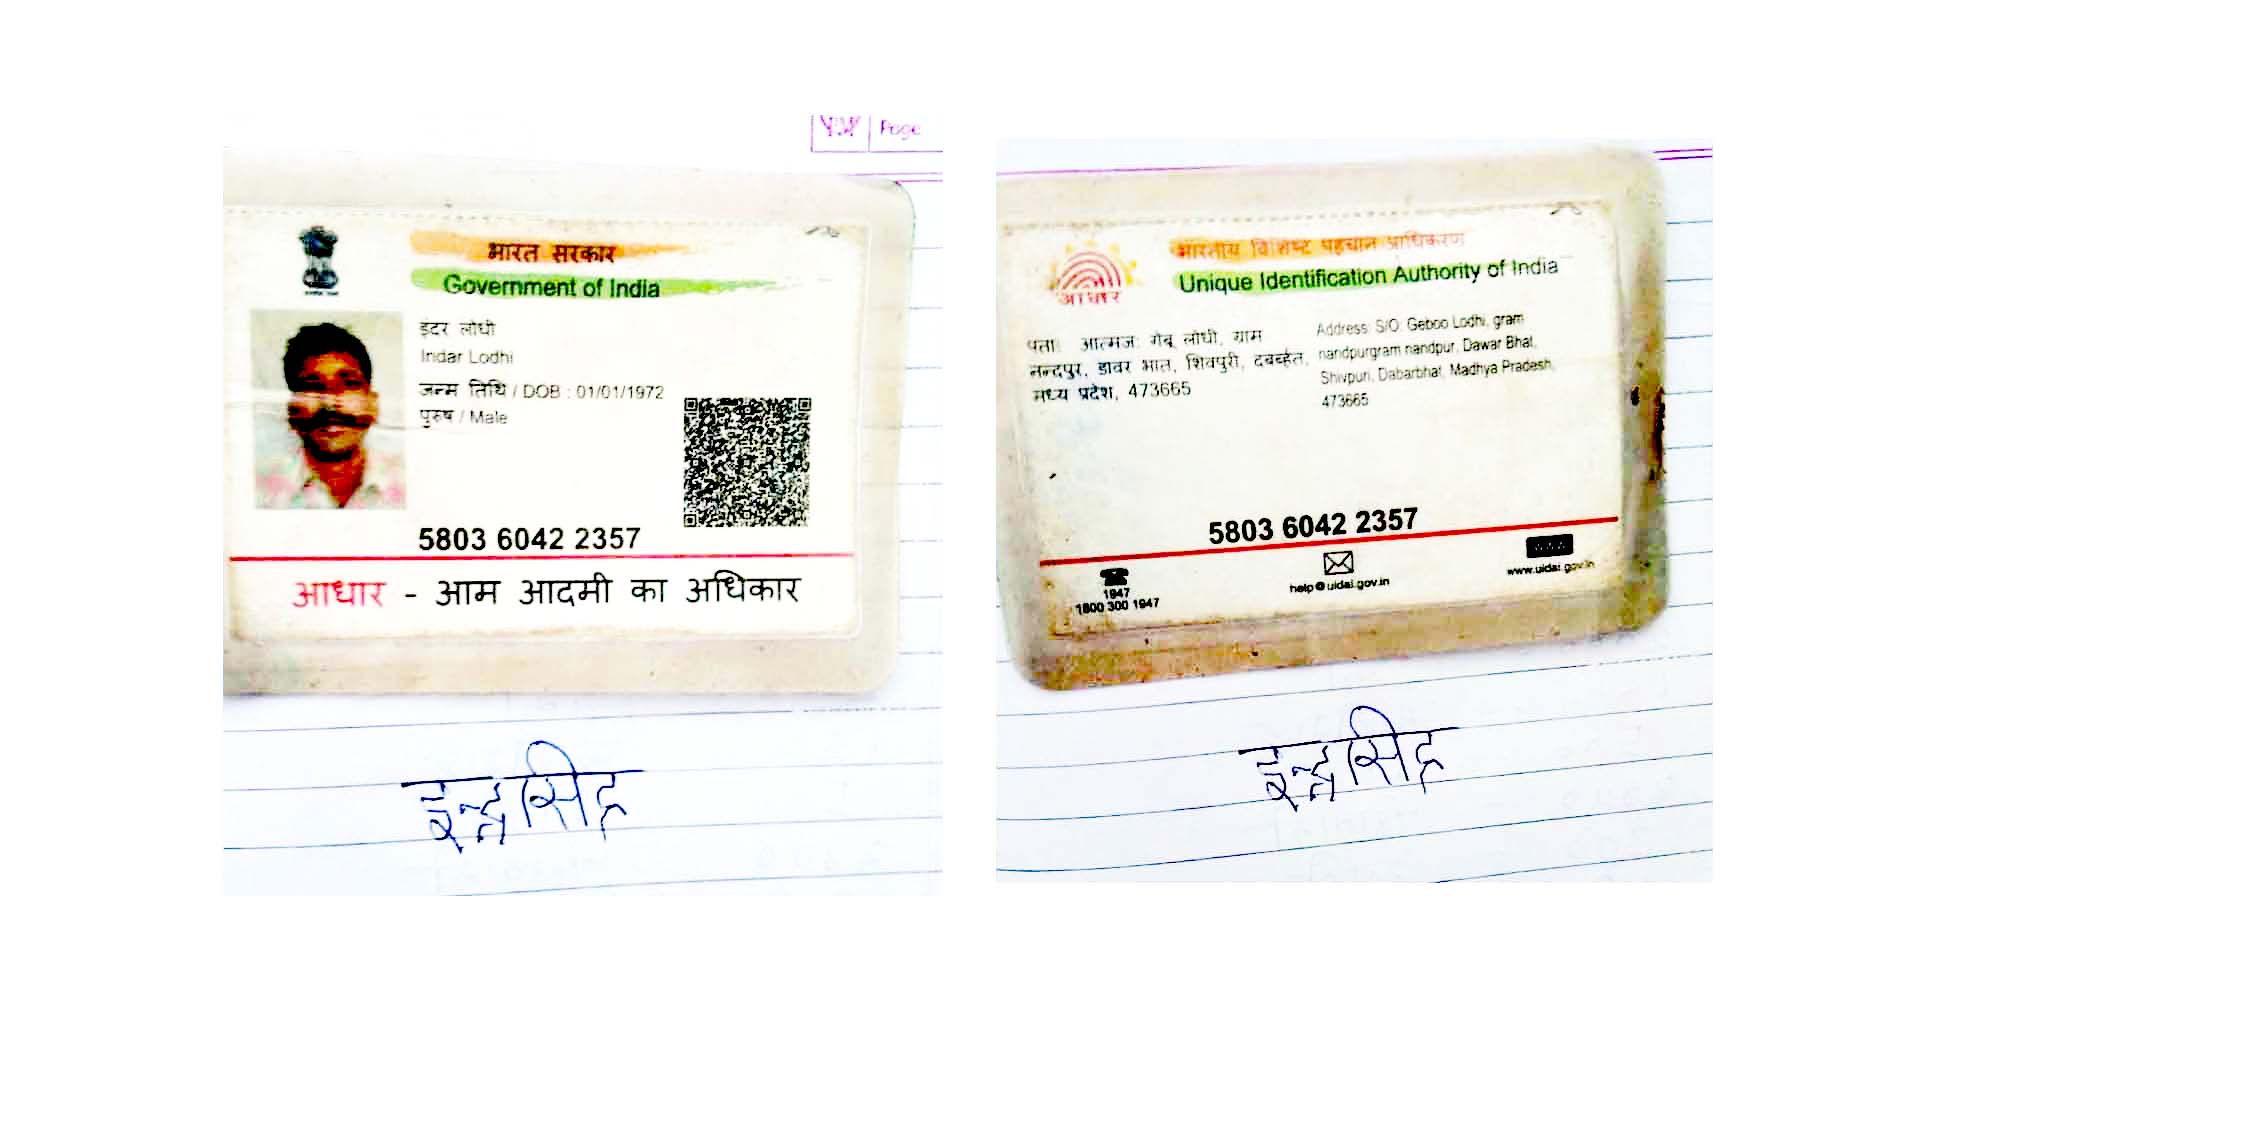 Page
भारत सरकार
Government of India
इंदर लोधी
Indar Lodhi
जन्म तिथि / DOB : 01/01/1972
पुरुष / Male
5803 6042 2357
आधार - आम आदमी का अधिकार
इन्द्रसिंह
भारतीय विशिष्ट पहचान प्राधिकरण
Unique Identification Authority of India
आधार
पता: आत्मज: गेबू लोधी, ग्राम
नन्दपुर, डावर भात, शिवपुरी, दबर्हत,
मध्य प्रदेश, 473665
Address: S/O: Geboo Lodhi, gram
nandpurgram nandpur, Dawar Bhat,
Shivpuri, Dabarbhat, Madhya Pradesh,
473665
5803 6042 2357
1947
1800 300 1947
help@uidai.gov.in
www.uidai.gov.in
इन्द्रसिंह